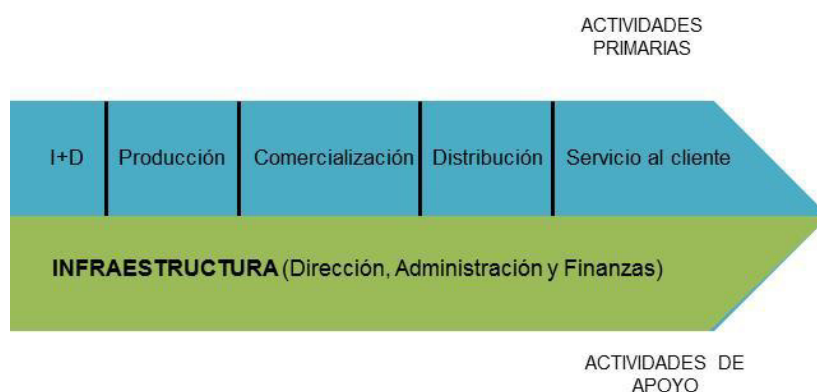 ACTIVIDADES
PRIMARIAS
I+D
Producción
Comercialización
Distribución
Servicio al cliente
INFRAESTRUCTURA (Dirección, Administración y Finanzas)
ACTIVIDADES DE
APOYO